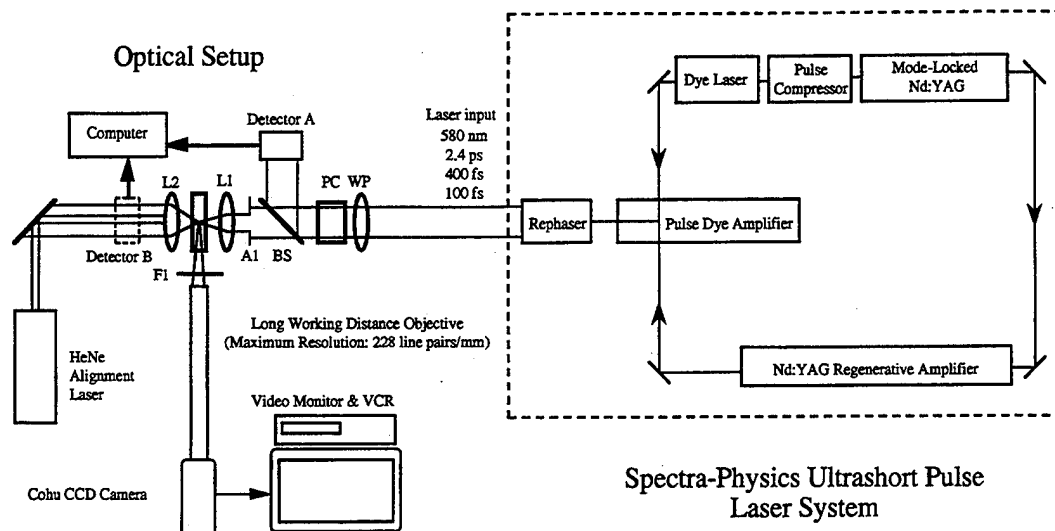 Optical Setup
Computer
Detector A
Laser input
580 nm
2.4 ps
400 fs
100 fs
L2
L1
PC
WP
Detector B
A1
BS
F1
HeNe
Alignment
Laser
Long Working Distance Objective
(Maximum Resolution: 228 line pairs/mm)
Video Monitor & VCR
Cohu CCD Camera
Dye Laser
Pulse
Compressor
Mode-Locked
Nd:YAG
Rephaser
Pulse Dye Amplifier
Nd:YAG Regenerative Amplifier
Spectra-Physics Ultrashort Pulse
Laser System